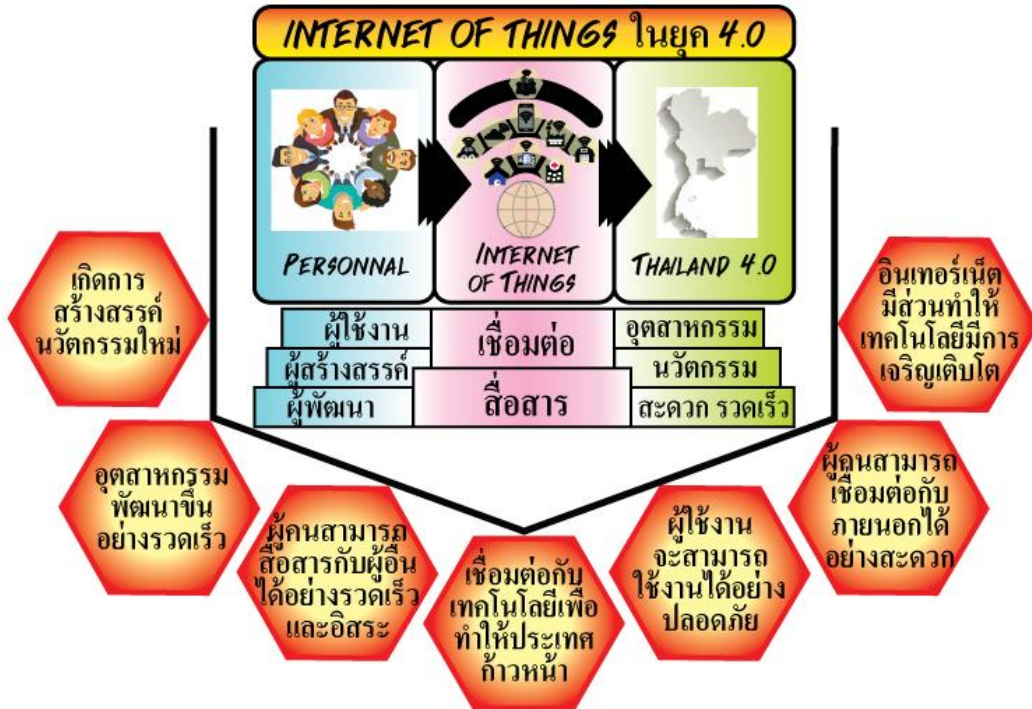 INTERNET OF THINGS ในยุค 4.0
PERSONNAL
INTERNET
OF THINGS
THAILAND 4.0
ผู้ใช้งาน
ผู้สร้างสรรค์
ผู้พัฒนา
เชื่อมต่อ
สื่อสาร
อุตสาหกรรม
นวัตกรรม
สะดวก รวดเร็ว
เกิดการ
สร้างสรรค์
นวัตกรรมใหม่
อุตสาหกรรม
พัฒนาขึ้น
อย่างรวดเร็ว
ผู้คนสามารถ
สื่อสารกับผู้อื่น
ได้อย่างรวดเร็ว
และอิสระ
เชื่อมต่อกับ
เทคโนโลยีเพื่อ
ทำให้ประเทศ
ก้าวหน้า
ผู้ใช้งาน
จะสามารถ
ใช้งานได้อย่าง
ปลอดภัย
ผู้คนสามารถ
เชื่อมต่อกับ
ภายนอกได้
อย่างสะดวก
อินเทอร์เน็ต
มีส่วนทำให้
เทคโนโลยีมีการ
เจริญเติบโต